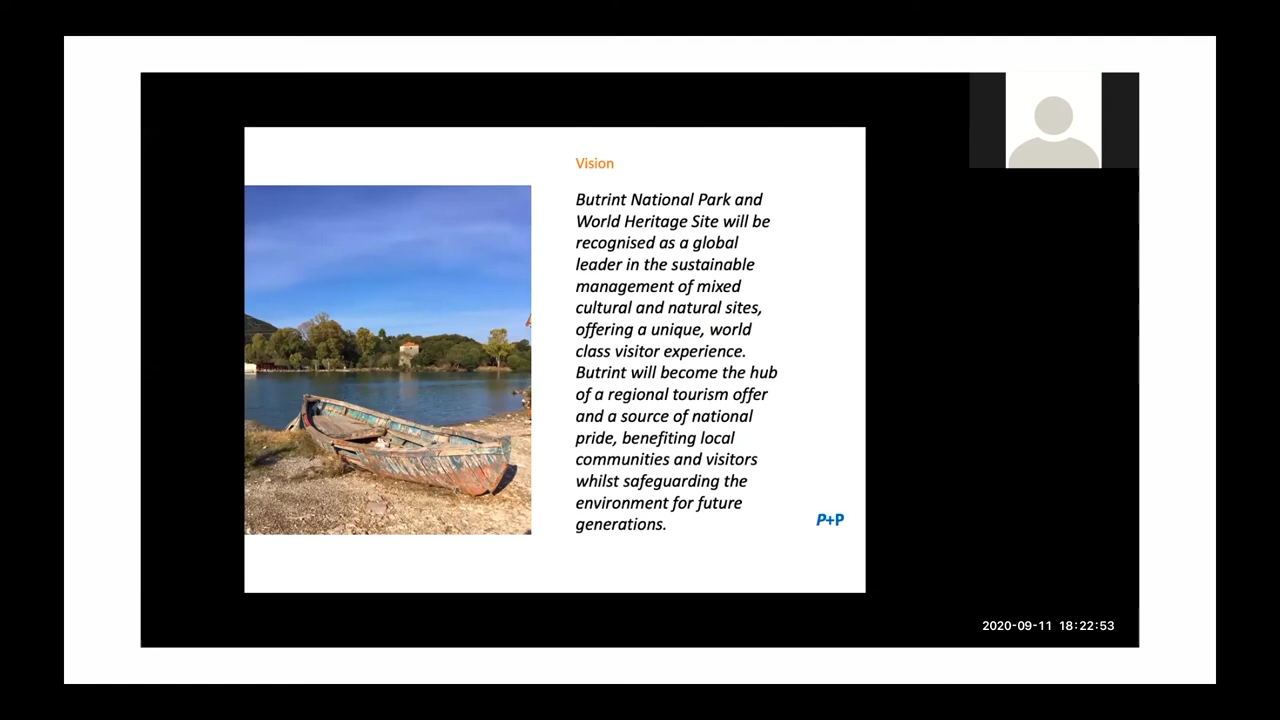 Vision
Butrint National Park and
World Heritage Site will be
recognised as a global
leader in the sustainable
management of mixed
cultural and natural sites,
offering a unique, world
class visitor experience.
Butrint will become the hub
of a regional tourism offer
and a source of national
pride, benefiting local
communities and visitors
whilst safeguarding the
environment for future
generations.
P+P
2020-09-11 18:22:53